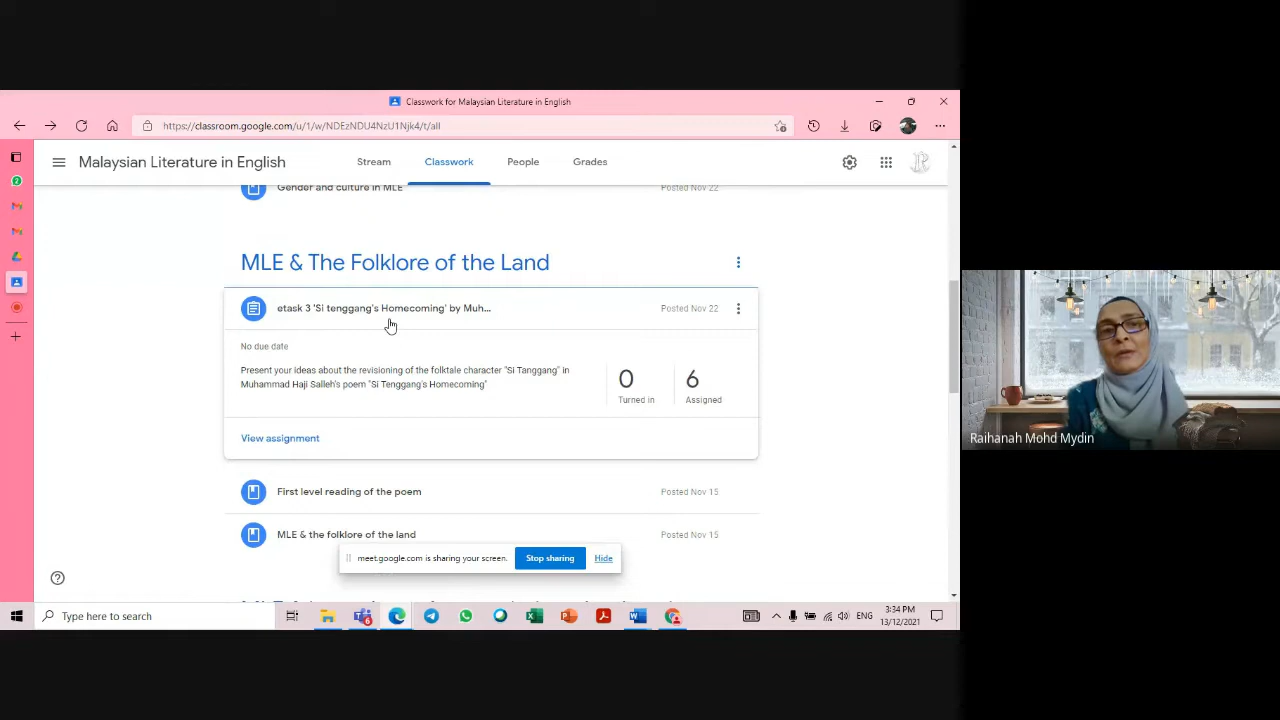 Classwork for Malaysian Literature in English
https://classroom.google.com/u/1/w/NDEzNDU4NzU1Njk4/t/all
Malaysian Literature in English
Stream
Classwork
People
Grades
Gender and culture in MLE
Posted Nov 22
MLE & The Folklore of the Land
etask 3 'Si tenggang's Homecoming' by Muh...
Posted Nov 22
No due date
Present your ideas about the revisioning of the folktale character "Si Tanggang" in
Muhammad Haji Salleh's poem "Si Tenggang's Homecoming"
0
Turned in
6
Assigned
View assignment
First level reading of the poem
Posted Nov 15
MLE & the folklore of the land
Posted Nov 15
meet.google.com is sharing your screen.
Stop sharing
Hide
Raihanah Mohd Mydin
Type here to search
ENG
3:34 PM
13/12/2021